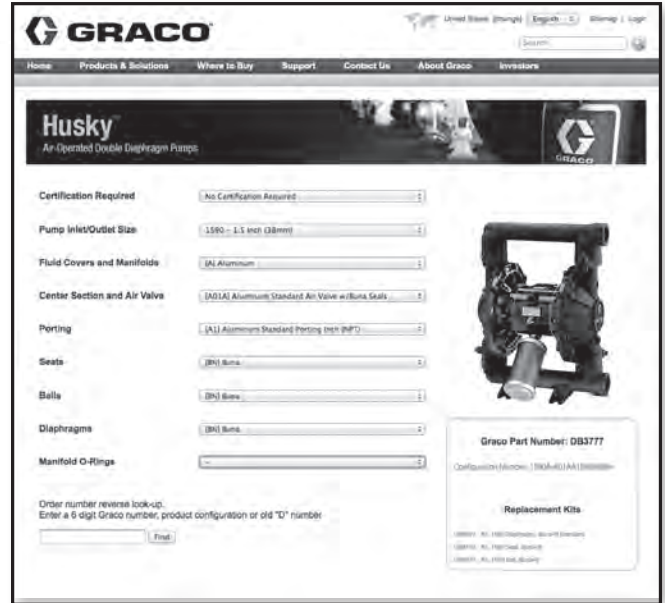 GRACO
United States (change) English Sitemap | Login
Search
Home Products & Solutions Where to Buy Support Contact Us About Graco Investors
Husky™
Air-Operated Double Diaphragm Pumps
GRACO
Certification Required No Certification Required
Pump Inlet/Outlet Size 1590 - 1.5 inch (38mm)
Fluid Covers and Manifolds [A] Aluminum
Center Section and Air Valve [A01A] Aluminum Standard Air Valve w/Buna Seals
Porting [A1] Aluminum Standard Porting Inch (NPT)
Seats [BN] Buna
Balls [BN] Buna
Diaphragms [BN] Buna
Manifold O-Rings --
Graco Part Number: DB3777
Replacement Kits
Order number reverse look-up.
Enter a 6 digit Graco number, product configuration or old "D" number
Find